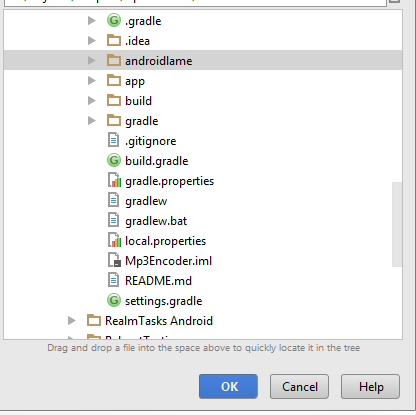 .gradle
.idea
androidlame
app
build
gradle
.gitignore
build.gradle
gradle.properties
gradlew
gradlew.bat
local.properties
Mp3Encoder.iml
README.md
settings.gradle
RealmTasks Android
Drag and drop a file into the space above to quickly locate it in the tree
OK
Cancel
Help